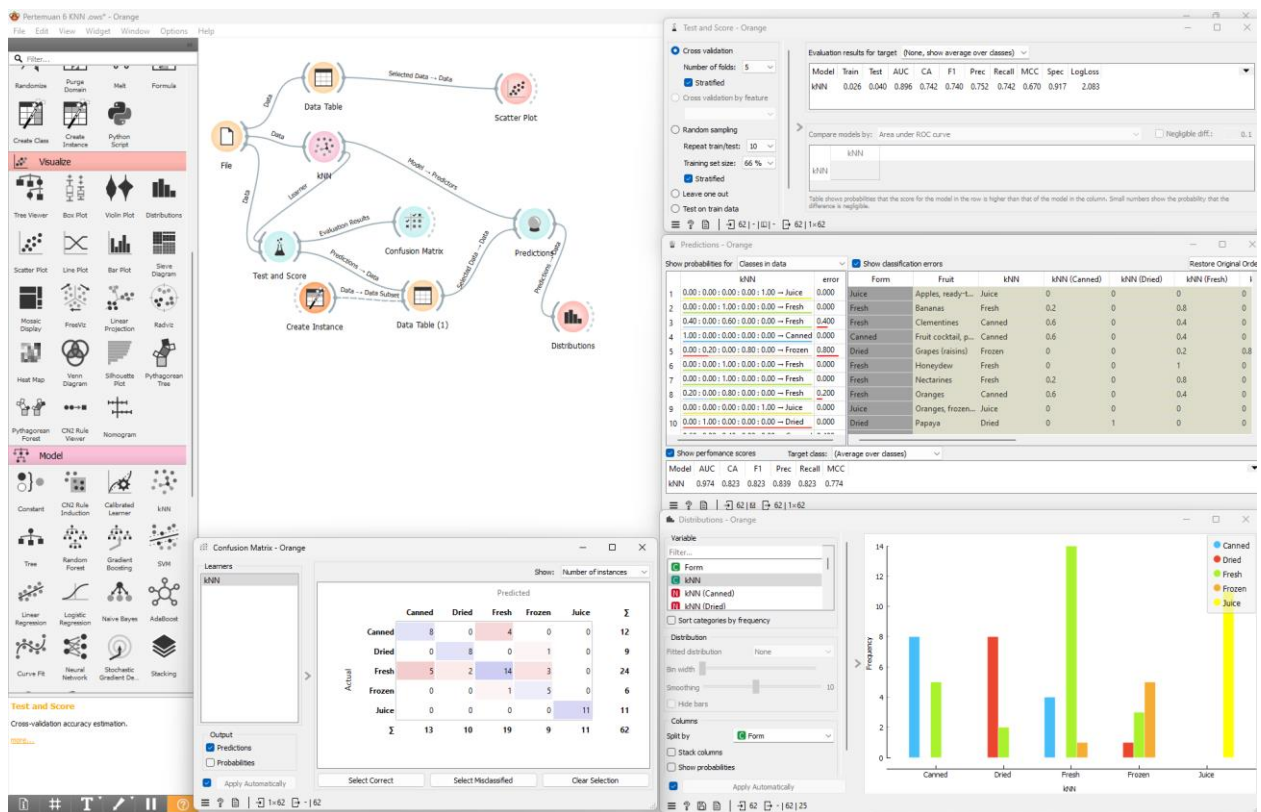 Pertemuan 6 KNN .ows* - Orange
File Edit View Widget Window Options Help
Filter...
Randomize Purge Domain Melt Formula
Create Class Create Instance Python Script
Visualize
Tree Viewer Box Plot Violin Plot Distributions
Scatter Plot Line Plot Bar Plot Sieve Diagram
Mosaic Display FreeViz Linear Projection Radviz
Heat Map Venn Diagram Silhouette Plot Pythagorean Tree
Pythagorean Forest CN2 Rule Viewer Nomogram
Model
Constant CN2 Rule Induction Calibrated Learner kNN
Tree Random Forest Gradient Boosting SVM
Linear Regression Logistic Regression Naive Bayes AdaBoost
Curve Fit Neural Network Stochastic Gradient De... Stacking
Test and Score
Cross-validation accuracy estimation.
more...
File
Data
Data Table
Selected Data → Data
Scatter Plot
Data
kNN
Model → Predictors
Learner
Data
Test and Score
Evaluation Results
Confusion Matrix
Predictions → Data
Data → Data Subset
Create Instance
Data Table (1)
Selected Data → Data
Predictions
Predictions → Data
Distributions
Test and Score - Orange
Cross validation
Number of folds: 5
Stratified
Cross validation by feature
Random sampling
Repeat train/test: 10
Training set size: 66 %
Stratified
Leave one out
Test on train data
Evaluation results for target (None, show average over classes)
Model Train Test AUC CA F1 Prec Recall MCC Spec LogLoss
kNN 0.026 0.040 0.896 0.742 0.740 0.752 0.742 0.670 0.917 2.083
Compare models by: Area under ROC curve
Negligible diff.: 0.1
kNN
kNN
Table shows probabilities that the score for the model in the row is higher than that of the model in the column. Small numbers show the probability that the difference is negligible.
62 | - | - 62 | 1×62
Predictions - Orange
Show probabilities for Classes in data
Show classification errors
Restore Original Orde
kNN error
1 0.00 : 0.00 : 0.00 : 0.00 : 1.00 → Juice 0.000
2 0.00 : 0.00 : 1.00 : 0.00 : 0.00 → Fresh 0.000
3 0.40 : 0.00 : 0.60 : 0.00 : 0.00 → Fresh 0.400
4 1.00 : 0.00 : 0.00 : 0.00 : 0.00 → Canned 0.000
5 0.00 : 0.20 : 0.00 : 0.80 : 0.00 → Frozen 0.800
6 0.00 : 0.00 : 1.00 : 0.00 : 0.00 → Fresh 0.000
7 0.00 : 0.00 : 1.00 : 0.00 : 0.00 → Fresh 0.000
8 0.20 : 0.00 : 0.80 : 0.00 : 0.00 → Fresh 0.200
9 0.00 : 0.00 : 0.00 : 0.00 : 1.00 → Juice 0.000
10 0.00 : 1.00 : 0.00 : 0.00 : 0.00 → Dried 0.000
Form Fruit kNN kNN (Canned) kNN (Dried) kNN (Fresh)
Juice Apples, ready-t... Juice 0 0 0 0
Fresh Bananas Fresh 0.2 0 0.8 0
Fresh Clementines Canned 0.6 0 0.4 0
Canned Fruit cocktail, p... Canned 0.6 0 0.4 0
Dried Grapes (raisins) Frozen 0 0 0.2 0.8
Fresh Honeydew Fresh 0 0 1 0
Fresh Nectarines Fresh 0.2 0 0.8 0
Fresh Oranges Canned 0.6 0 0.4 0
Juice Oranges, frozen... Juice 0 0 0 0
Dried Papaya Dried 0 1 0 0
Show perfomance scores
Target class: (Average over classes)
Model AUC CA F1 Prec Recall MCC
kNN 0.974 0.823 0.823 0.839 0.823 0.774
62 | 62 | 1×62
Confusion Matrix - Orange
Learners
kNN
Output
Predictions
Probabilities
Apply Automatically
Show: Number of instances
Predicted
Canned Dried Fresh Frozen Juice Σ
Actual
Canned 8 0 4 0 0 12
Dried 0 8 0 1 0 9
Fresh 5 2 14 3 0 24
Frozen 0 0 1 5 0 6
Juice 0 0 0 0 11 11
Σ 13 10 19 9 11 62
Select Correct Select Misclassified Clear Selection
1×62 - | 62
Distributions - Orange
Variable
Filter...
C Form
C kNN
N kNN (Canned)
N kNN (Dried)
Sort categories by frequency
Distribution
Fitted distribution None
Bin width
Smoothing 10
Hide bars
Columns
Split by C Form
Stack columns
Show probabilities
Apply Automatically
62 - | 62 | 25
Frequency
14
12
10
8
6
4
2
0
Canned Dried Fresh Frozen Juice
kNN
Canned
Dried
Fresh
Frozen
Juice